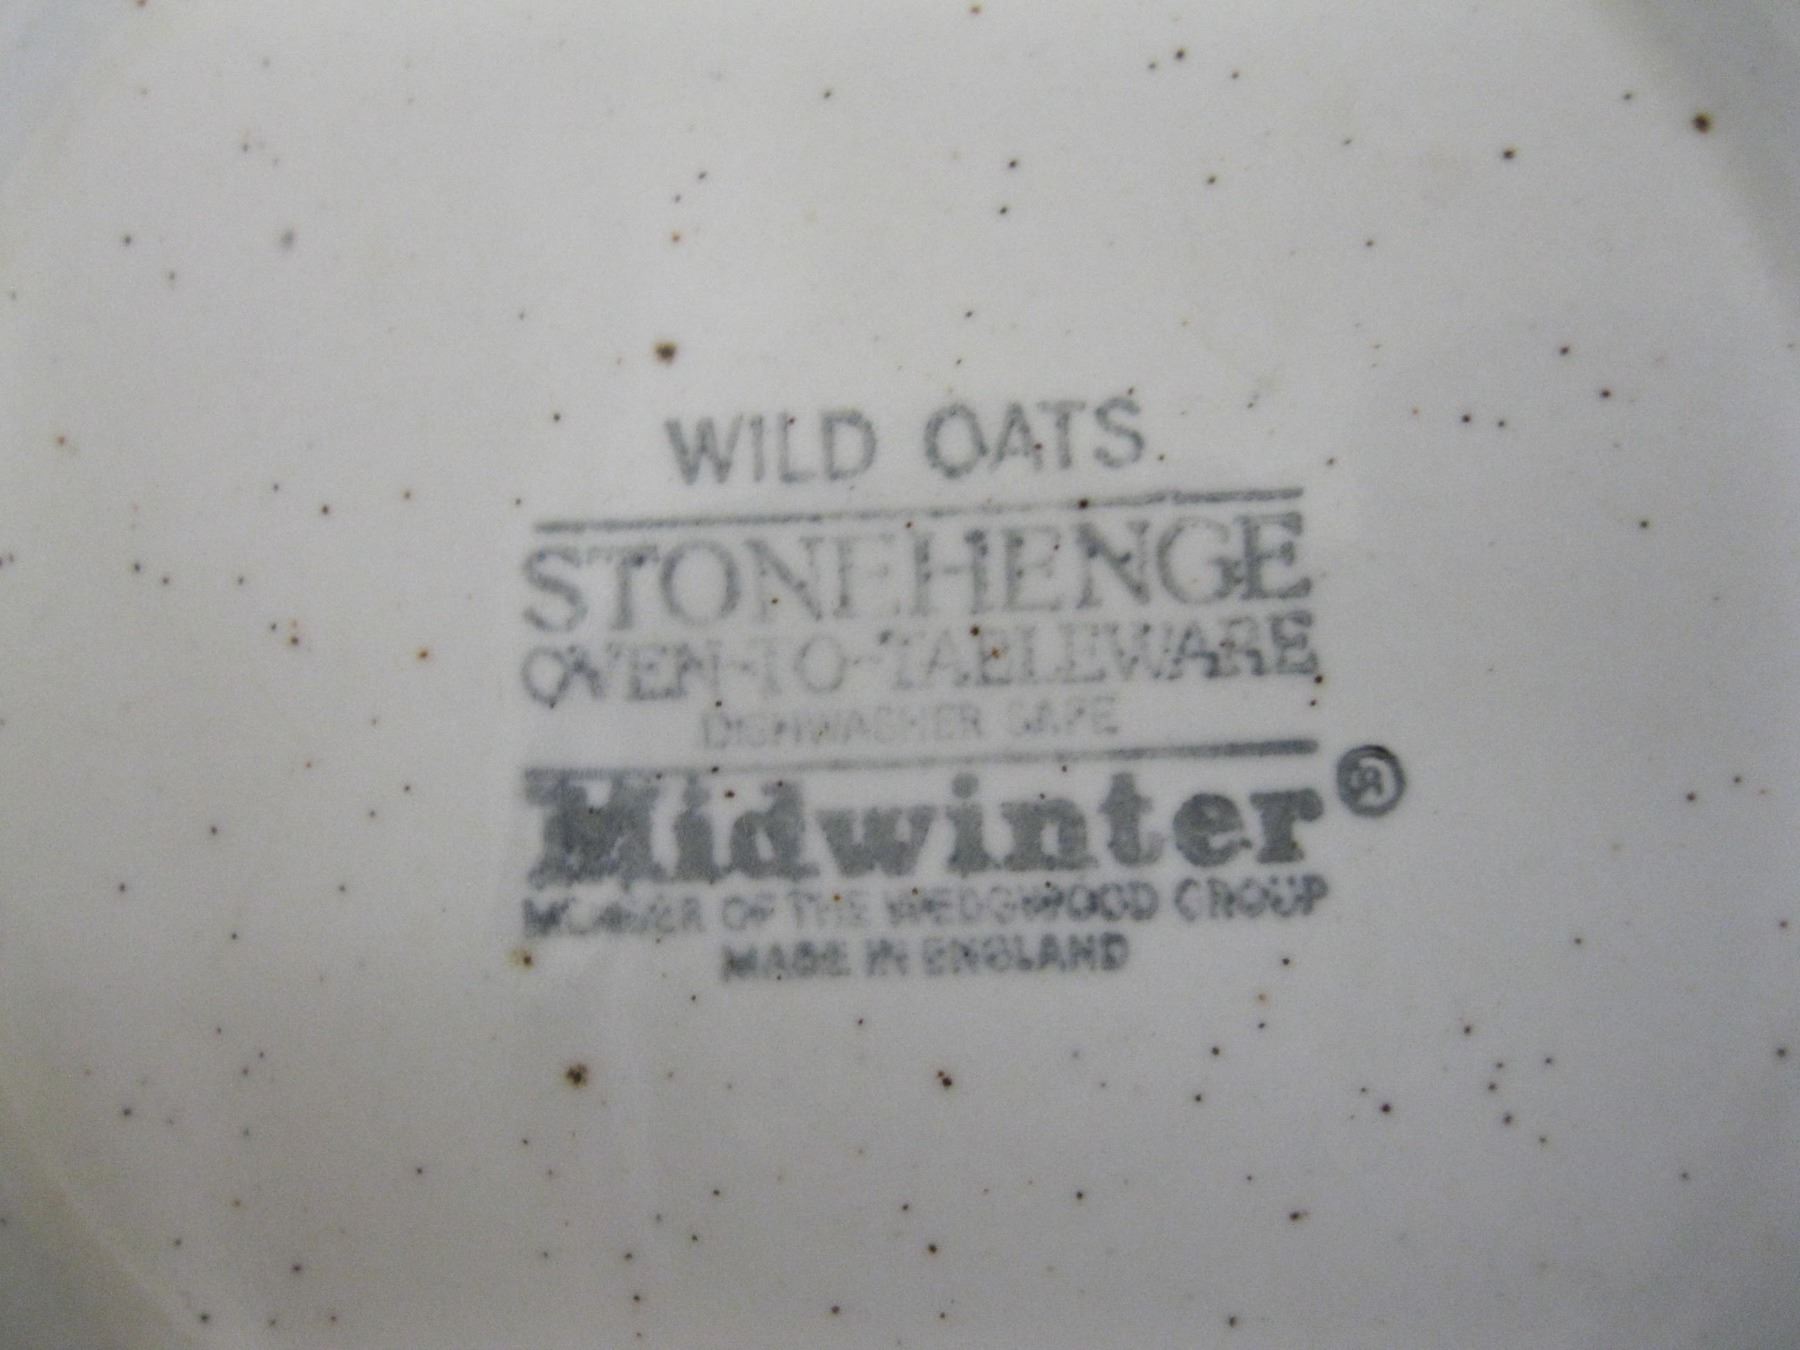 WILD OATS
STONEHENGE
OVEN-TO-TABLEWARE
DISHWASHER SAFE
Midwinter®
MEMBER OF THE WEDGWOOD GROUP
MADE IN ENGLAND